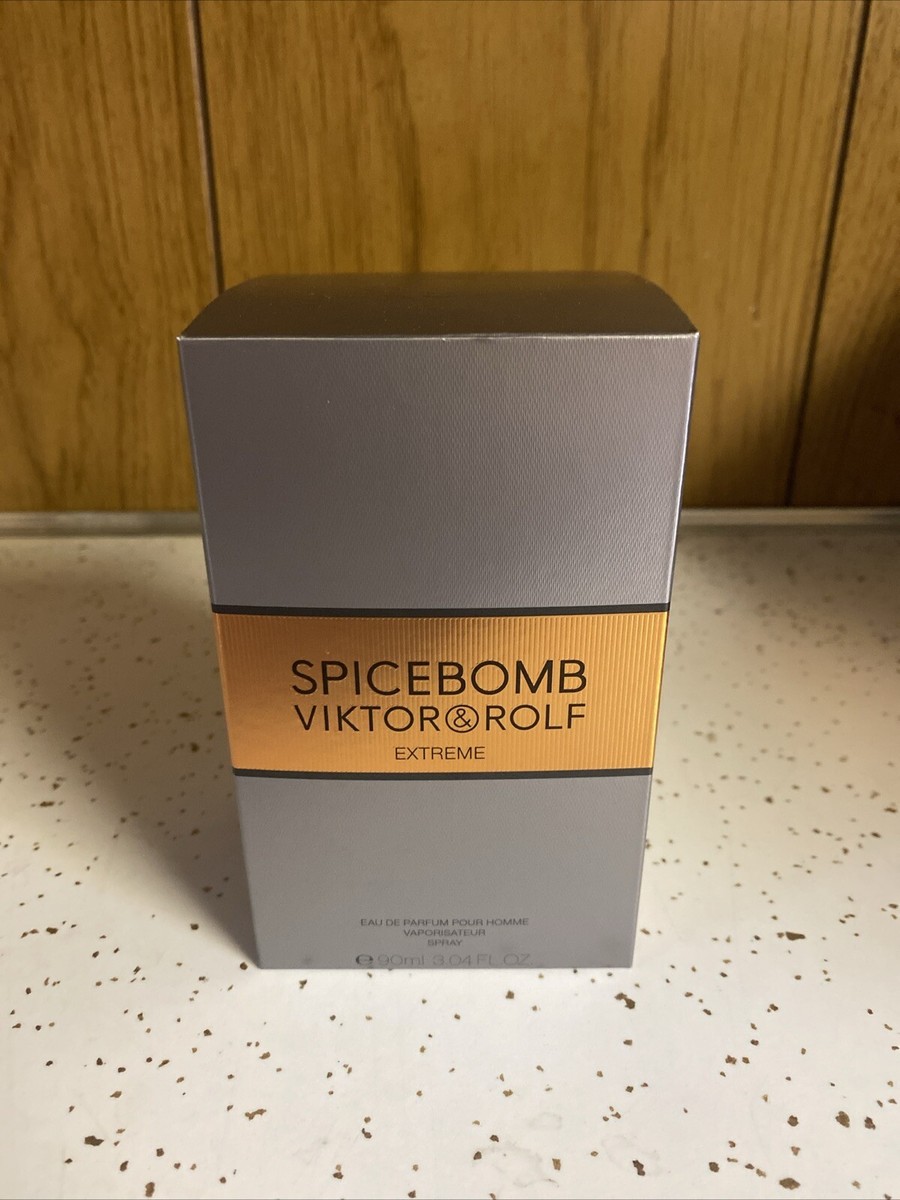 SPICEBOMB
VIKTOR&ROLF
EXTREME
EAU DE PARFUM POUR HOMME
VAPORISATEUR
SPRAY
℮ 90ml 3.04 FL.OZ.